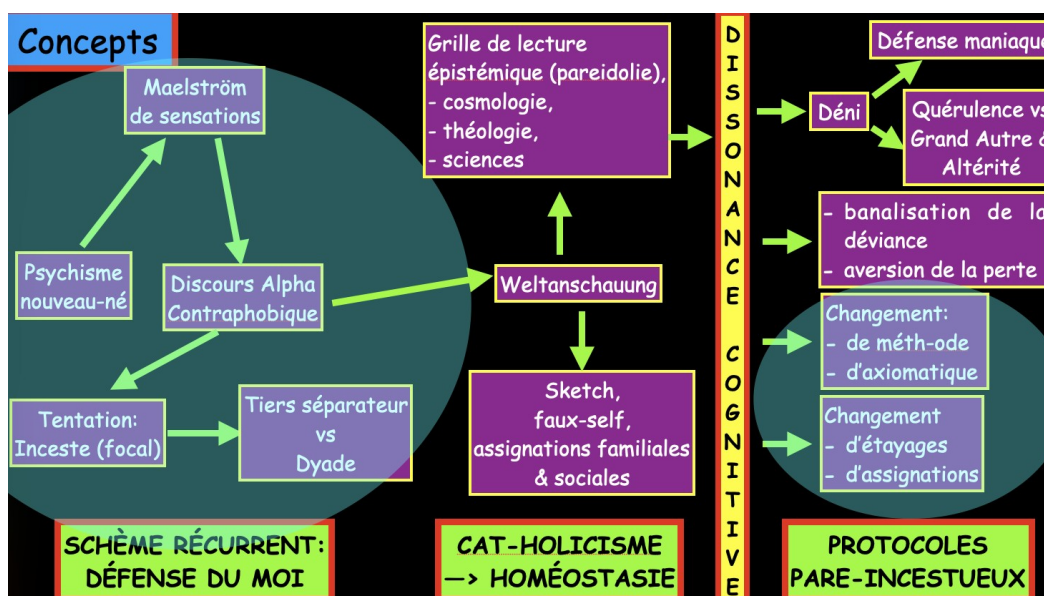 Concepts
Maelström
de sensations
Psychisme
nouveau-né
Discours Alpha
Contraphobique
Tentation:
Inceste (focal)
Tiers séparateur
vs
Dyade
SCHÈME RÉCURRENT:
DÉFENSE DU MOI
Grille de lecture
épistémique (pareidolie),
- cosmologie,
- théologie,
- sciences
Weltanschauung
Sketch,
faux-self,
assignations familiales
& sociales
CAT-HOLICISME
—> HOMÉOSTASIE
DISSONANCE COGNITIVE
Défense maniaque
Déni
Quérulence vs
Grand Autre &
Altérité
- banalisation de la
déviance
- aversion de la perte
Changement:
- de méth-ode
- d'axiomatique
Changement
- d'étayages
- d'assignations
PROTOCOLES
PARE-INCESTUEUX